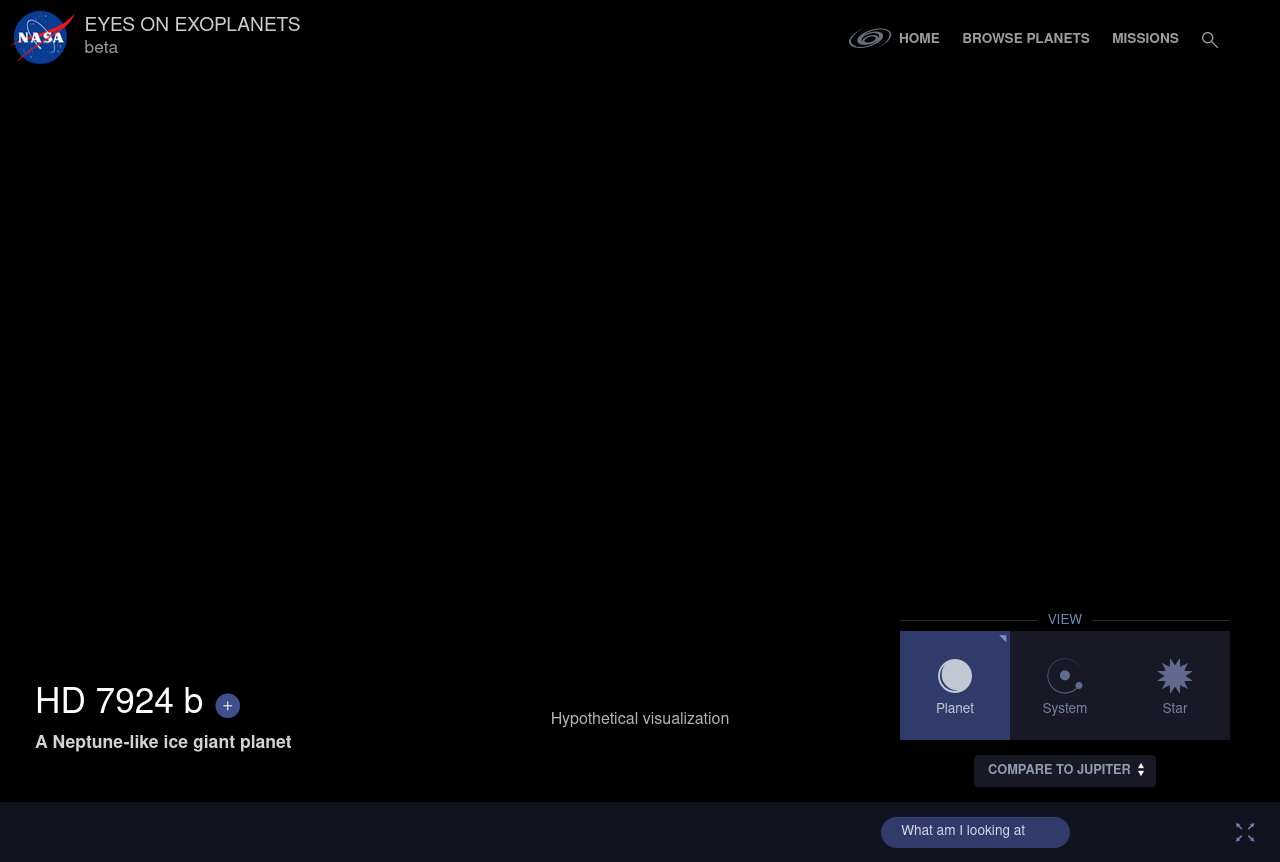 NASA
EYES ON EXOPLANETS
beta
HOME
BROWSE PLANETS
MISSIONS
VIEW
Planet
System
Star
HD 7924 b +
A Neptune-like ice giant planet
Hypothetical visualization
COMPARE TO JUPITER
What am I looking at